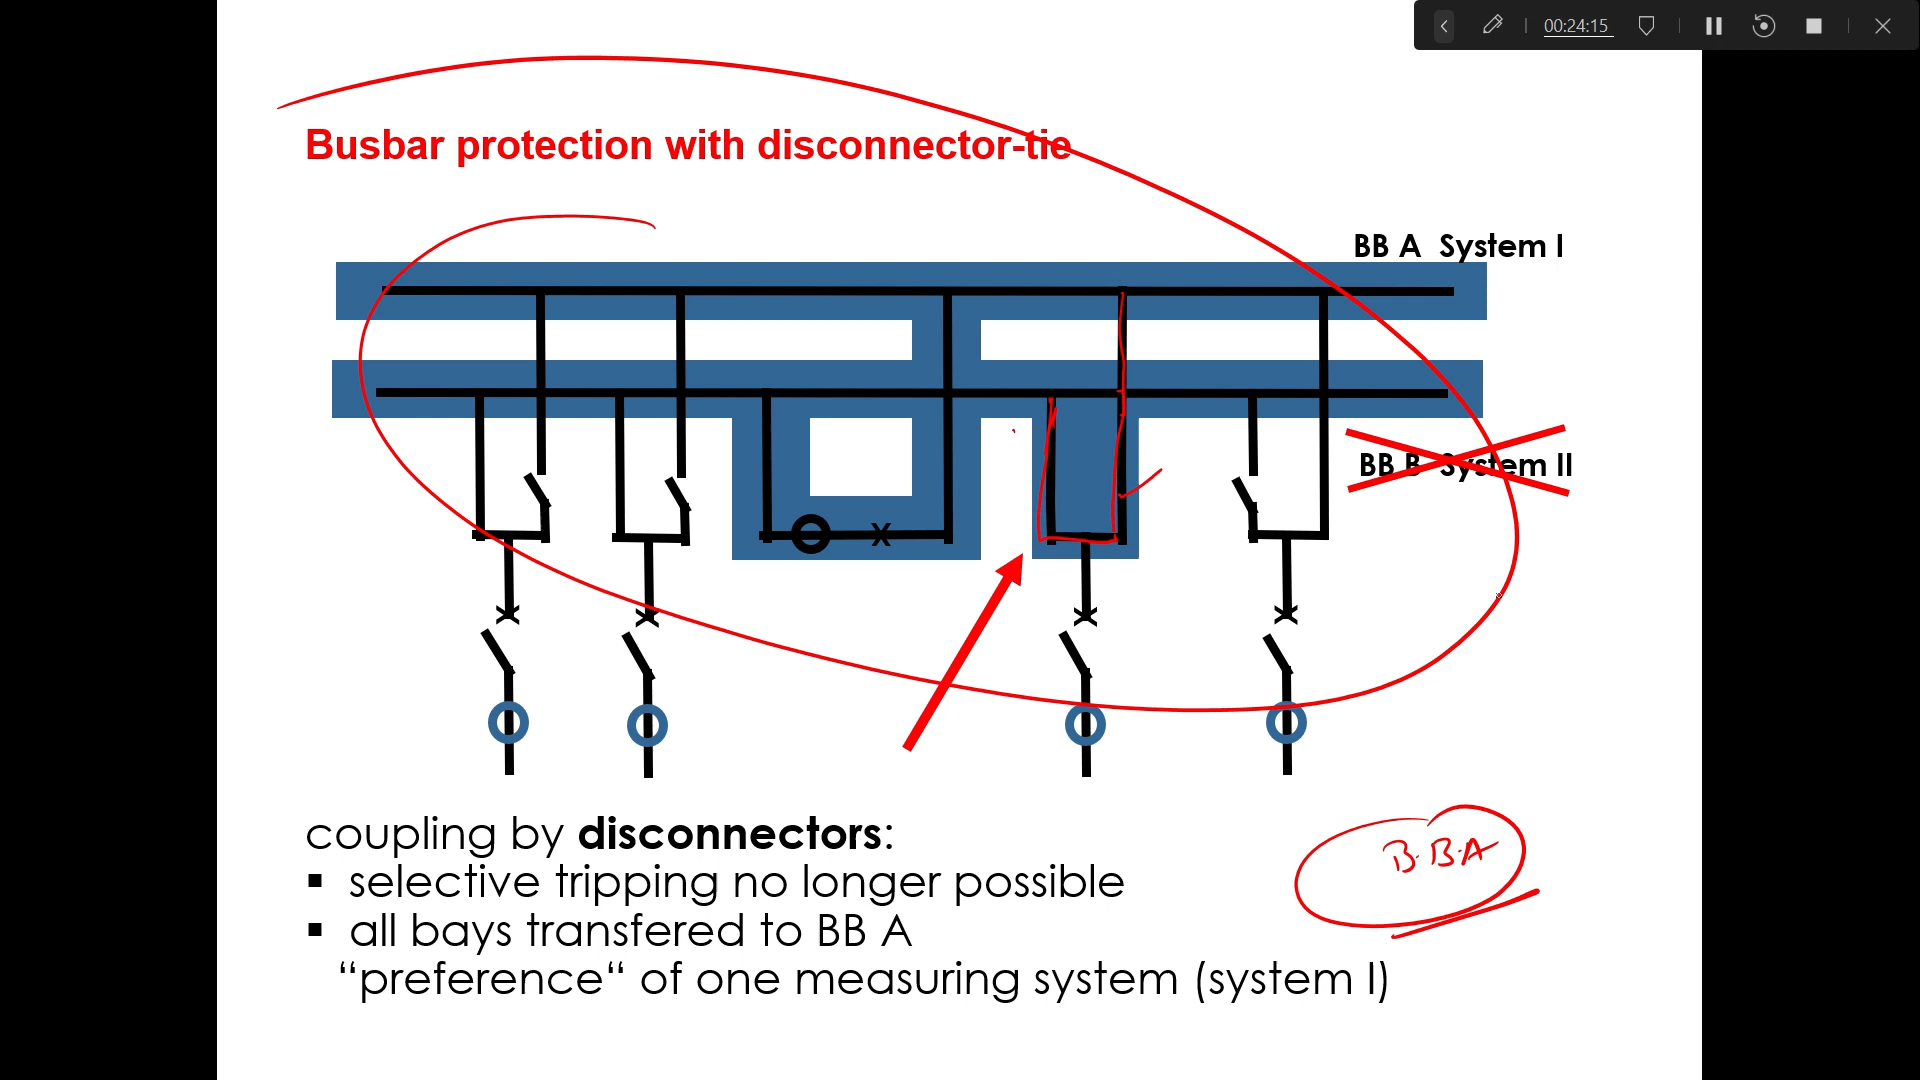 00:24:15
Busbar protection with disconnector-tie
BB A System I
BB B System II
X
coupling by disconnectors:
▪ selective tripping no longer possible
▪ all bays transfered to BB A
“preference“ of one measuring system (system I)
B.B.A